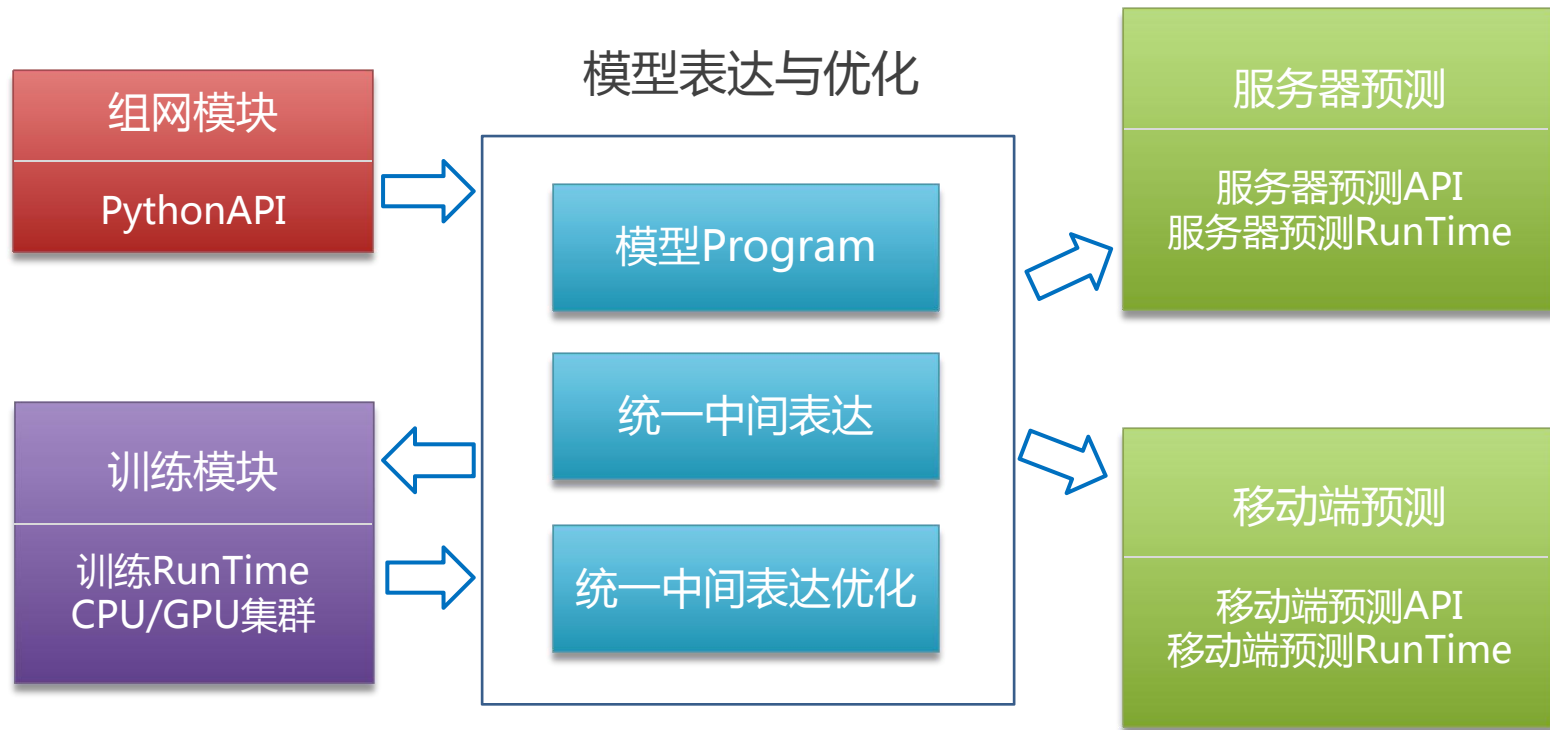 模型表达与优化
组网模块
PythonAPI
训练模块
训练RunTime
CPU/GPU集群
模型Program
统一中间表达
统一中间表达优化
服务器预测
服务器预测API
服务器预测RunTime
移动端预测
移动端预测API
移动端预测RunTime